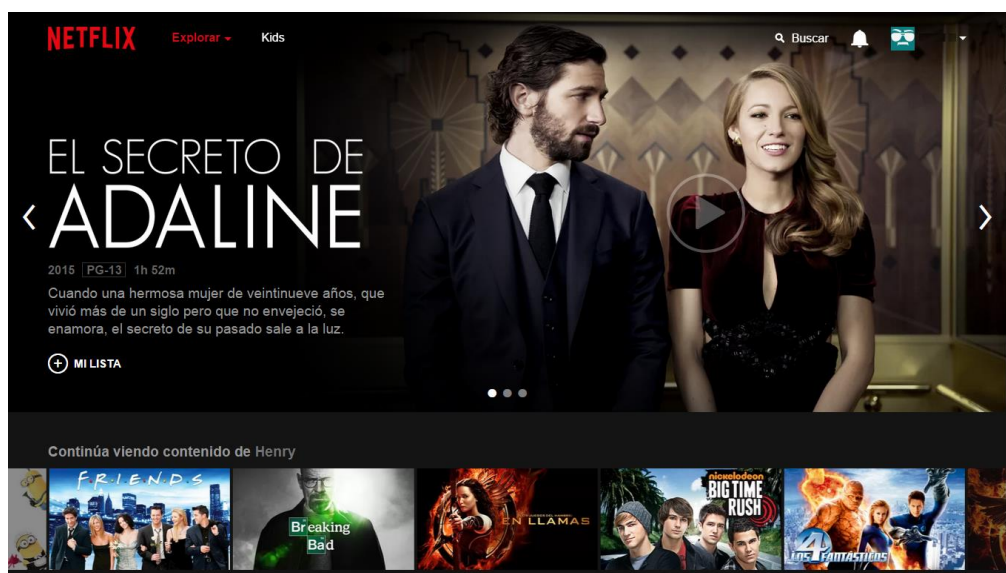 NETFLIX Explorar Kids Buscar
EL SECRETO DE
ADALINE
2015 PG-13 1h 52m
Cuando una hermosa mujer de veintinueve años, que
vivió más de un siglo pero que no envejeció, se
enamora, el secreto de su pasado sale a la luz.
MI LISTA
Continúa viendo contenido de Henry
F·R·I·E·N·D·S
Breaking
Bad
EN LLAMAS
nickelodeon
BIG TIME
RUSH
4
LOS FANTÁSTICOS